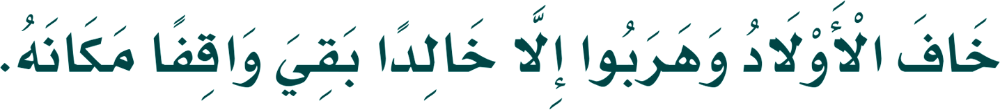 خَافَ الْأَوْلَادُ وَهَرَبُوا إِلَّا خَالِدًا بَقِيَ وَاقِفًا مَكَانَهُ.